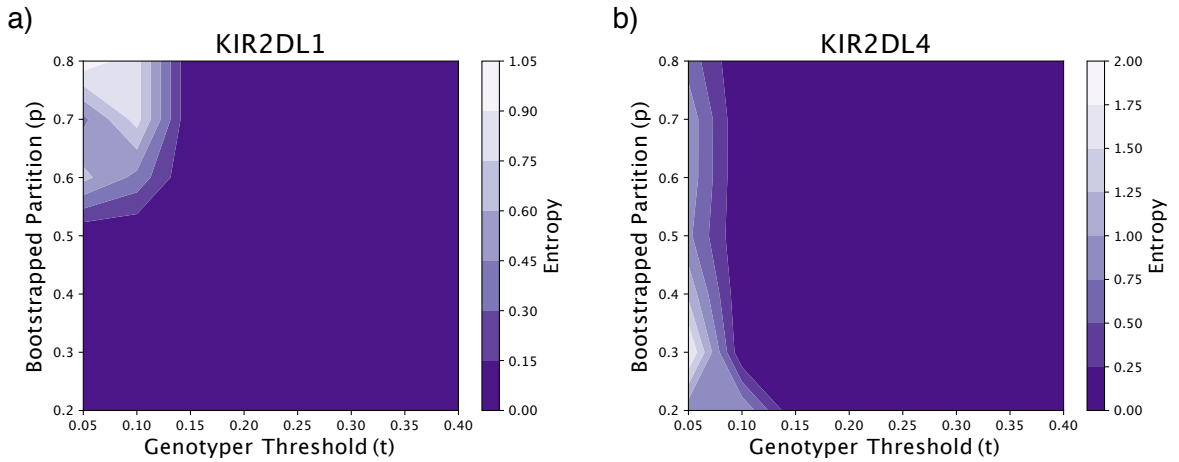 a)
KIR2DL1
Bootstrapped Partition (p)
0.8
0.7
0.6
0.5
0.4
0.3
0.2
0.05 0.10 0.15 0.20 0.25 0.30 0.35 0.40
Genotyper Threshold (t)
1.05
0.90
0.75
0.60
0.45
0.30
0.15
0.00
Entropy
b)
KIR2DL4
Bootstrapped Partition (p)
0.8
0.7
0.6
0.5
0.4
0.3
0.2
0.05 0.10 0.15 0.20 0.25 0.30 0.35 0.40
Genotyper Threshold (t)
2.00
1.75
1.50
1.25
1.00
0.75
0.50
0.25
0.00
Entropy